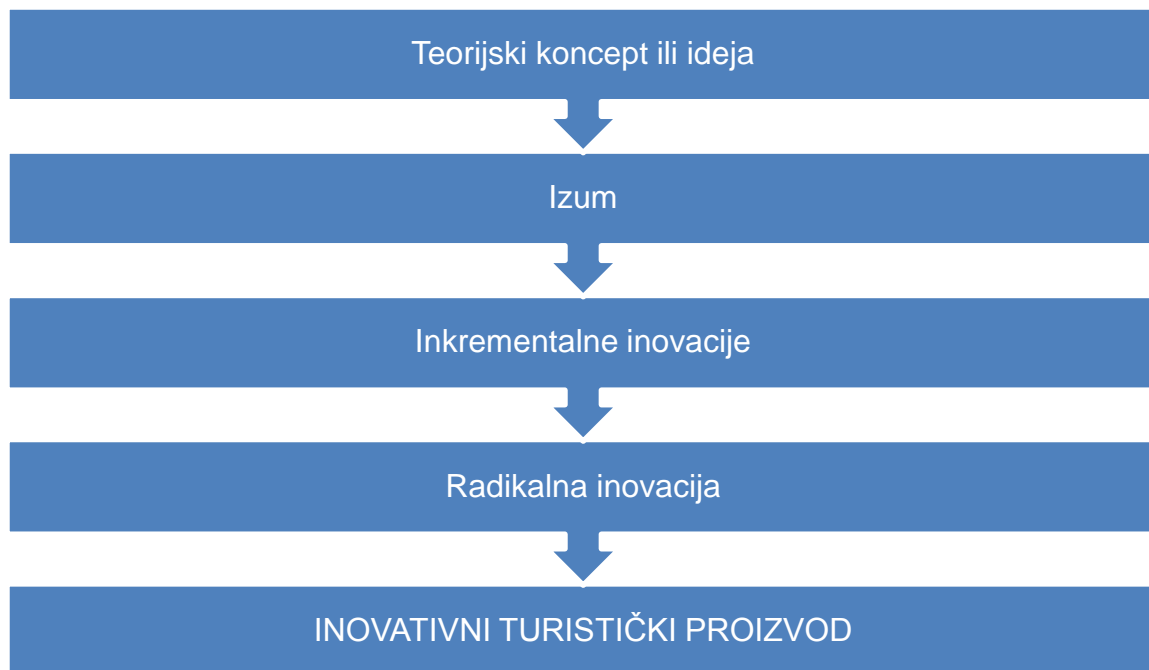 Teorijski koncept ili ideja
Izum
Inkrementalne inovacije
Radikalna inovacija
INOVATIVNI TURISTIČKI PROIZVOD